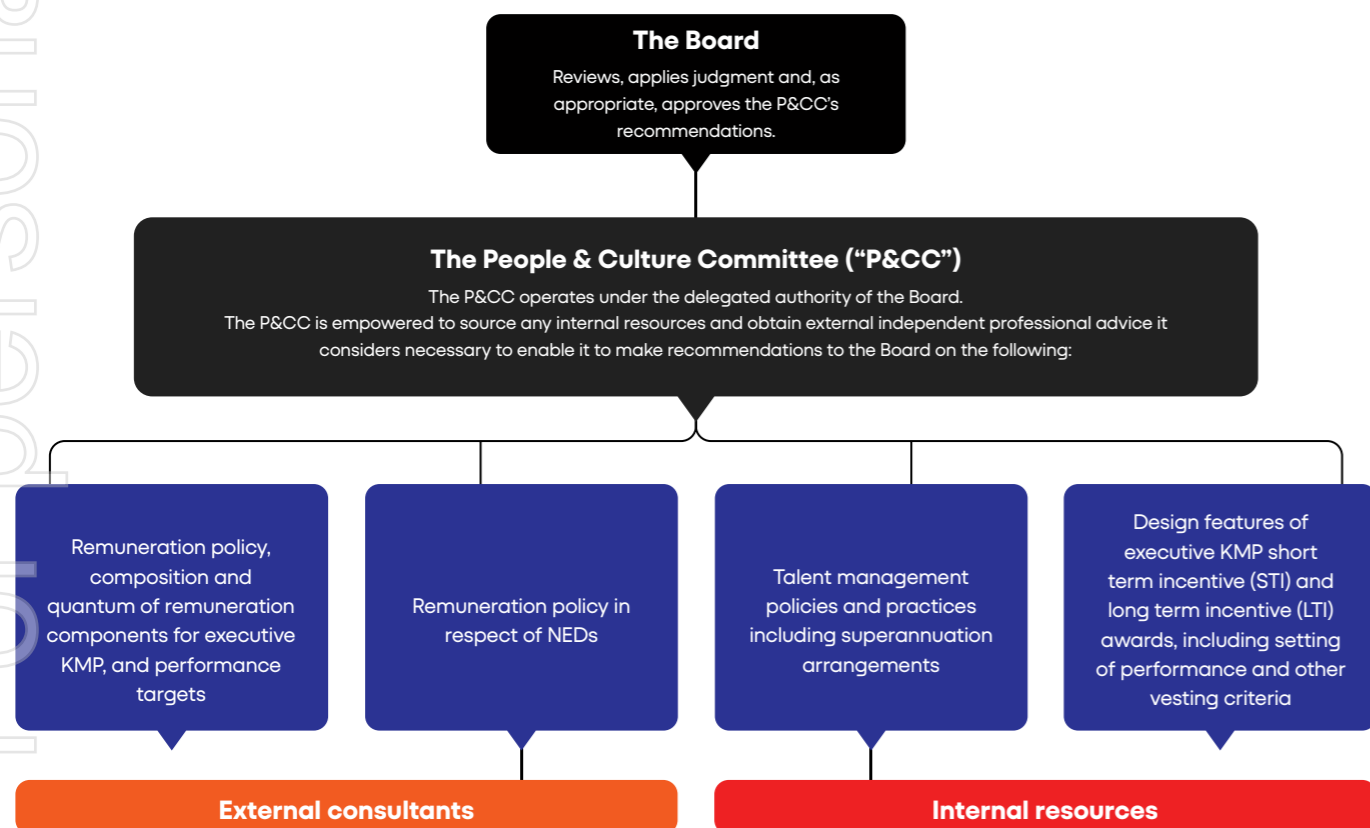 The Board
Reviews, applies judgment and, as
appropriate, approves the P&CC’s
recommendations.
The People & Culture Committee (“P&CC”)
The P&CC operates under the delegated authority of the Board.
The P&CC is empowered to source any internal resources and obtain external independent professional advice it
considers necessary to enable it to make recommendations to the Board on the following:
Remuneration policy,
composition and
quantum of remuneration
components for executive
KMP, and performance
targets
Remuneration policy in
respect of NEDs
Talent management
policies and practices
including superannuation
arrangements
Design features of
executive KMP short
term incentive (STI) and
long term incentive (LTI)
awards, including setting
of performance and other
vesting criteria
External consultants
Internal resources